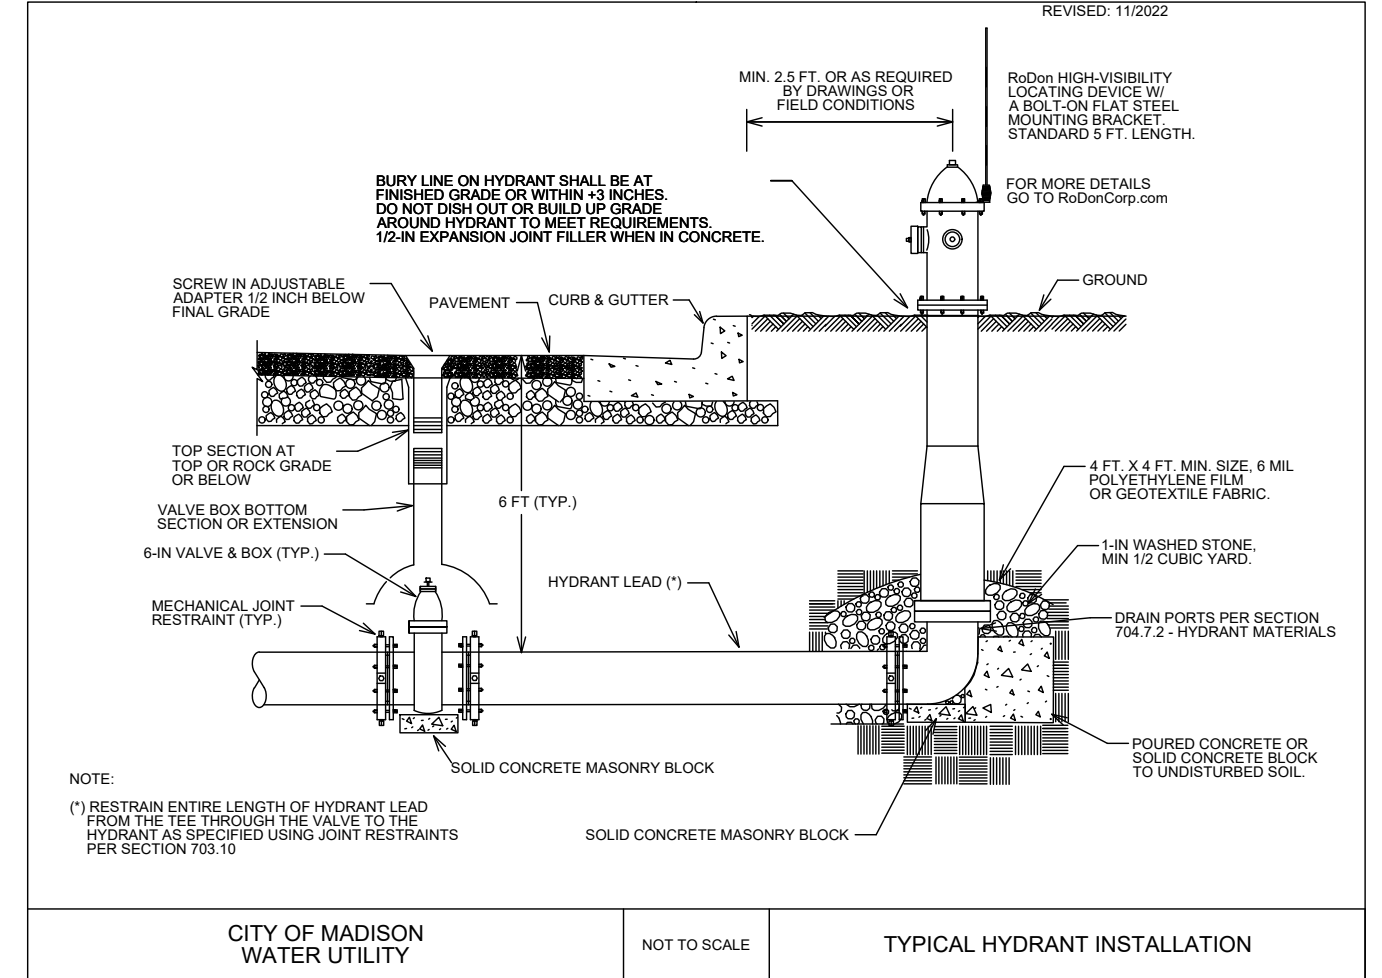 REVISED: 11/2022
MIN. 2.5 FT. OR AS REQUIRED
BY DRAWINGS OR
FIELD CONDITIONS
RoDon HIGH-VISIBILITY
LOCATING DEVICE W/
A BOLT-ON FLAT STEEL
MOUNTING BRACKET.
STANDARD 5 FT. LENGTH.
FOR MORE DETAILS
GO TO RoDonCorp.com
BURY LINE ON HYDRANT SHALL BE AT
FINISHED GRADE OR WITHIN +3 INCHES.
DO NOT DISH OUT OR BUILD UP GRADE
AROUND HYDRANT TO MEET REQUIREMENTS.
1/2-IN EXPANSION JOINT FILLER WHEN IN CONCRETE.
SCREW IN ADJUSTABLE
ADAPTER 1/2 INCH BELOW
FINAL GRADE
PAVEMENT
CURB & GUTTER
GROUND
TOP SECTION AT
TOP OR ROCK GRADE
OR BELOW
VALVE BOX BOTTOM
SECTION OR EXTENSION
6-IN VALVE & BOX (TYP.)
MECHANICAL JOINT
RESTRAINT (TYP.)
6 FT (TYP.)
HYDRANT LEAD (*)
4 FT. X 4 FT. MIN. SIZE, 6 MIL
POLYETHYLENE FILM
OR GEOTEXTILE FABRIC.
1-IN WASHED STONE,
MIN 1/2 CUBIC YARD.
DRAIN PORTS PER SECTION
704.7.2 - HYDRANT MATERIALS
POURED CONCRETE OR
SOLID CONCRETE BLOCK
TO UNDISTURBED SOIL.
SOLID CONCRETE MASONRY BLOCK
SOLID CONCRETE MASONRY BLOCK
NOTE:
(*) RESTRAIN ENTIRE LENGTH OF HYDRANT LEAD
FROM THE TEE THROUGH THE VALVE TO THE
HYDRANT AS SPECIFIED USING JOINT RESTRAINTS
PER SECTION 703.10
CITY OF MADISON
WATER UTILITY
NOT TO SCALE
TYPICAL HYDRANT INSTALLATION